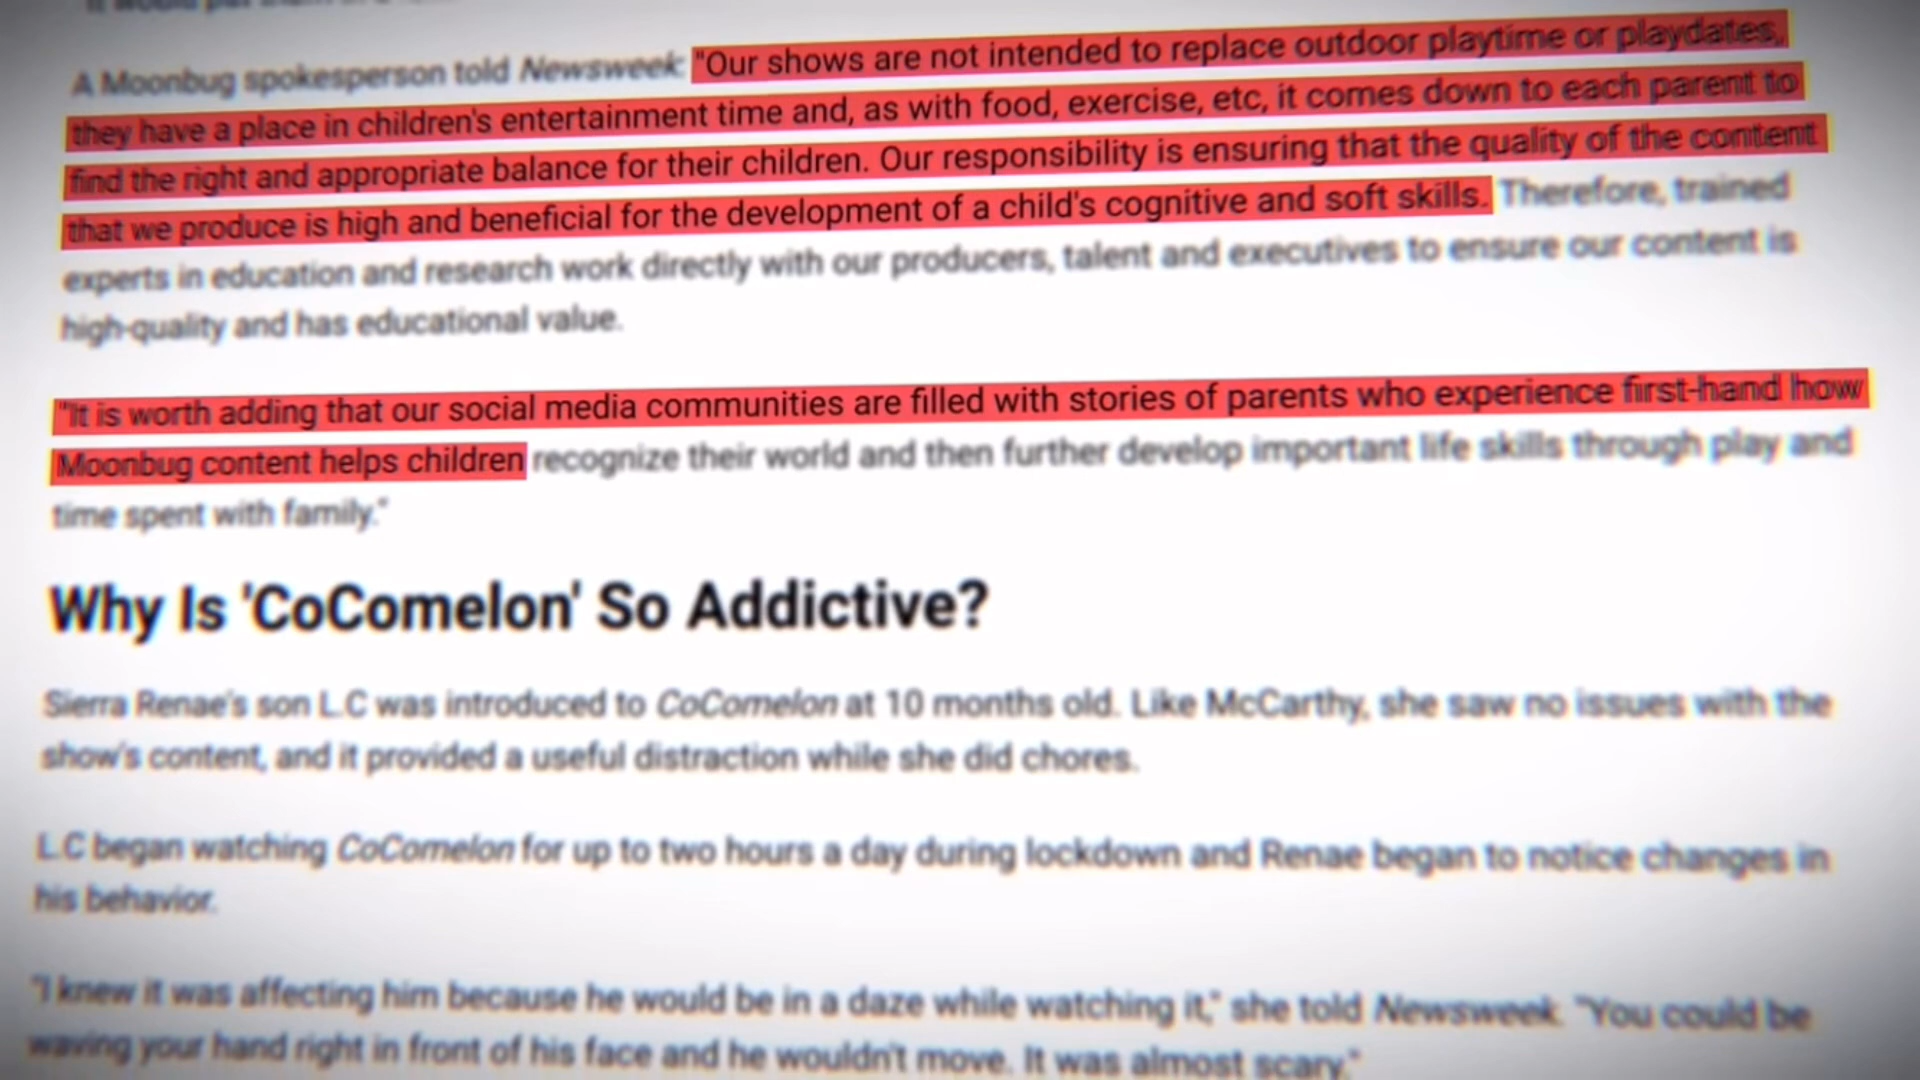 A Moonbug spokesperson told Newsweek: "Our shows are not intended to replace outdoor playtime or playdates,
they have a place in children's entertainment time and, as with food, exercise, etc, it comes down to each parent to
find the right and appropriate balance for their children. Our responsibility is ensuring that the quality of the content
that we produce is high and beneficial for the development of a child's cognitive and soft skills. Therefore, trained
experts in education and research work directly with our producers, talent and executives to ensure our content is
high-quality and has educational value.
"It is worth adding that our social media communities are filled with stories of parents who experience first-hand how
Moonbug content helps children recognize their world and then further develop important life skills through play and
time spent with family."
Why Is 'CoComelon' So Addictive?
Sierra Renae's son L.C was introduced to CoComelon at 10 months old. Like McCarthy, she saw no issues with the
show's content, and it provided a useful distraction while she did chores.
L.C began watching CoComelon for up to two hours a day during lockdown and Renae began to notice changes in
his behavior.
"I knew it was affecting him because he would be in a daze while watching it," she told Newsweek. "You could be
waving your hand right in front of his face and he wouldn't move. It was almost scary."